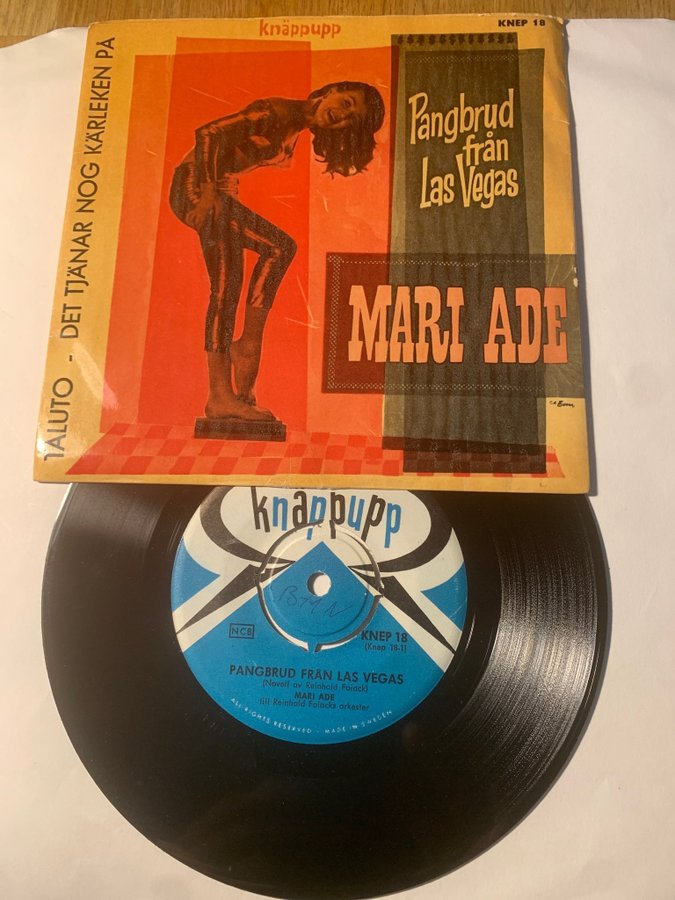 knäppupp
KNEP 18
TALUTO - DET TJÄNAR NOG KÄRLEKEN PÅ
Pangbrud
från
Las Vegas
MARI ADE
knäppupp
NCB
KNEP 18
(Knep 18-1)
PANGBRUD FRÅN LAS VEGAS
(Novell av Reinhold Falack)
MARI ADE
till Reinhold Falacks orkester
ALL RIGHTS RESERVED - MADE IN SWEDEN